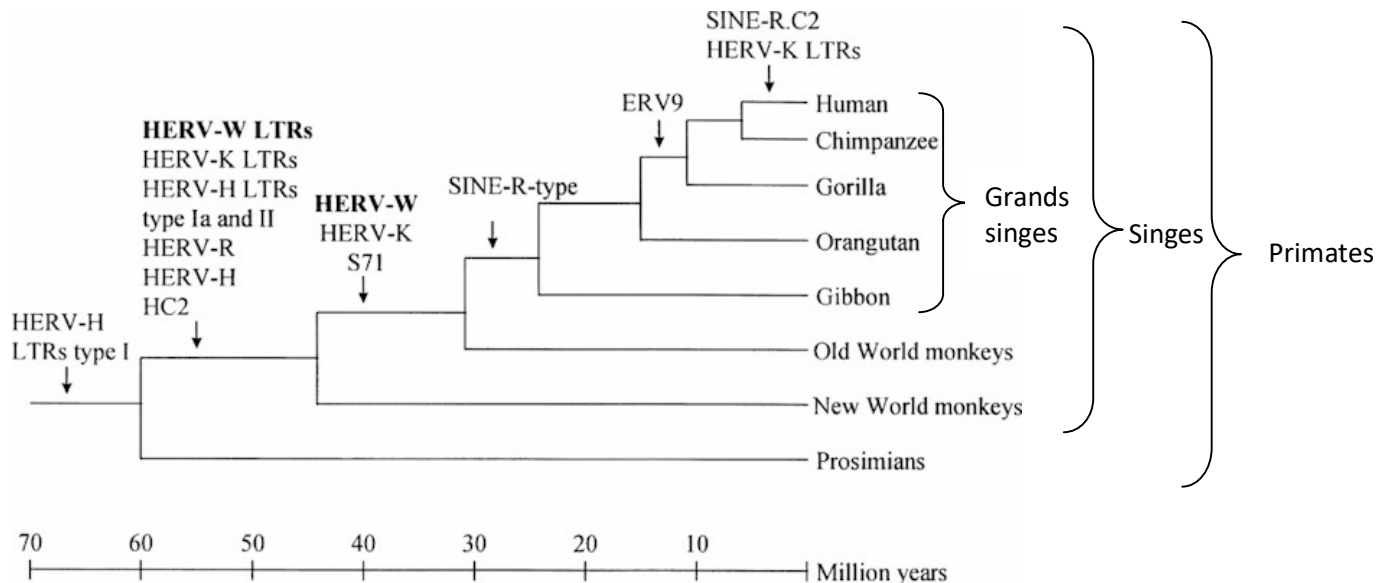 SINE-R.C2
HERV-K LTRs
ERV9
Human
Chimpanzee
Gorilla
Orangutan
Gibbon
Old World monkeys
New World monkeys
Prosimians
HERV-W LTRs
HERV-K LTRs
HERV-H LTRs
type Ia and II
HERV-R
HERV-H
HC2
HERV-W
HERV-K
S71
SINE-R-type
HERV-H
LTRs type I
Grands
singes
Singes
Primates
70 60 50 40 30 20 10
Million years